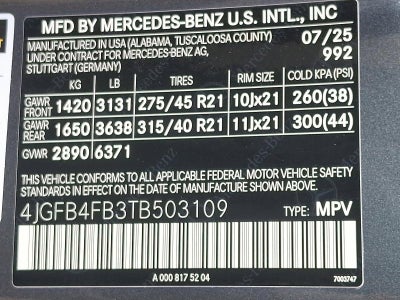 MFD BY MERCEDES-BENZ U.S. INTL., INC
MANUFACTURED IN USA (ALABAMA, TUSCALOOSA COUNTY) 07/25
UNDER CONTRACT FOR MERCEDES-BENZ AG, 992
STUTTGART (GERMANY)
KG LB TIRES RIM SIZE COLD KPA (PSI)
GAWR FRONT 1420 3131 275/45 R21 10Jx21 260(38)
GAWR REAR 1650 3638 315/40 R21 11Jx21 300(44)
GVWR 2890 6371
THIS VEHICLE CONFORMS TO ALL APPLICABLE FEDERAL MOTOR VEHICLE SAFETY
STANDARDS IN EFFECT ON THE DATE OF MANUFACTURE SHOWN ABOVE.
4JGFB4FB3TB503109 TYPE: MPV
A 000 817 52 04 7003747